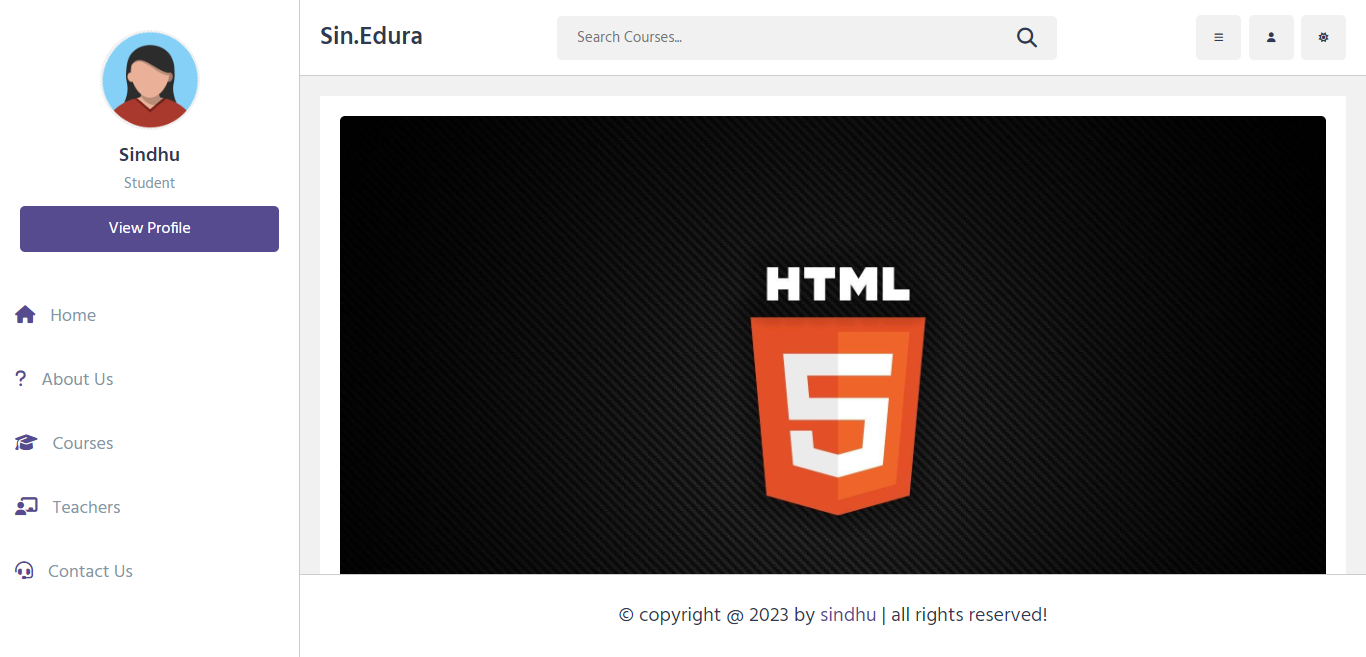 Sindhu
Student
View Profile
Home
? About Us
Courses
Teachers
Contact Us
Sin.Edura
Search Courses...
HTML
5
© copyright @ 2023 by sindhu | all rights reserved!